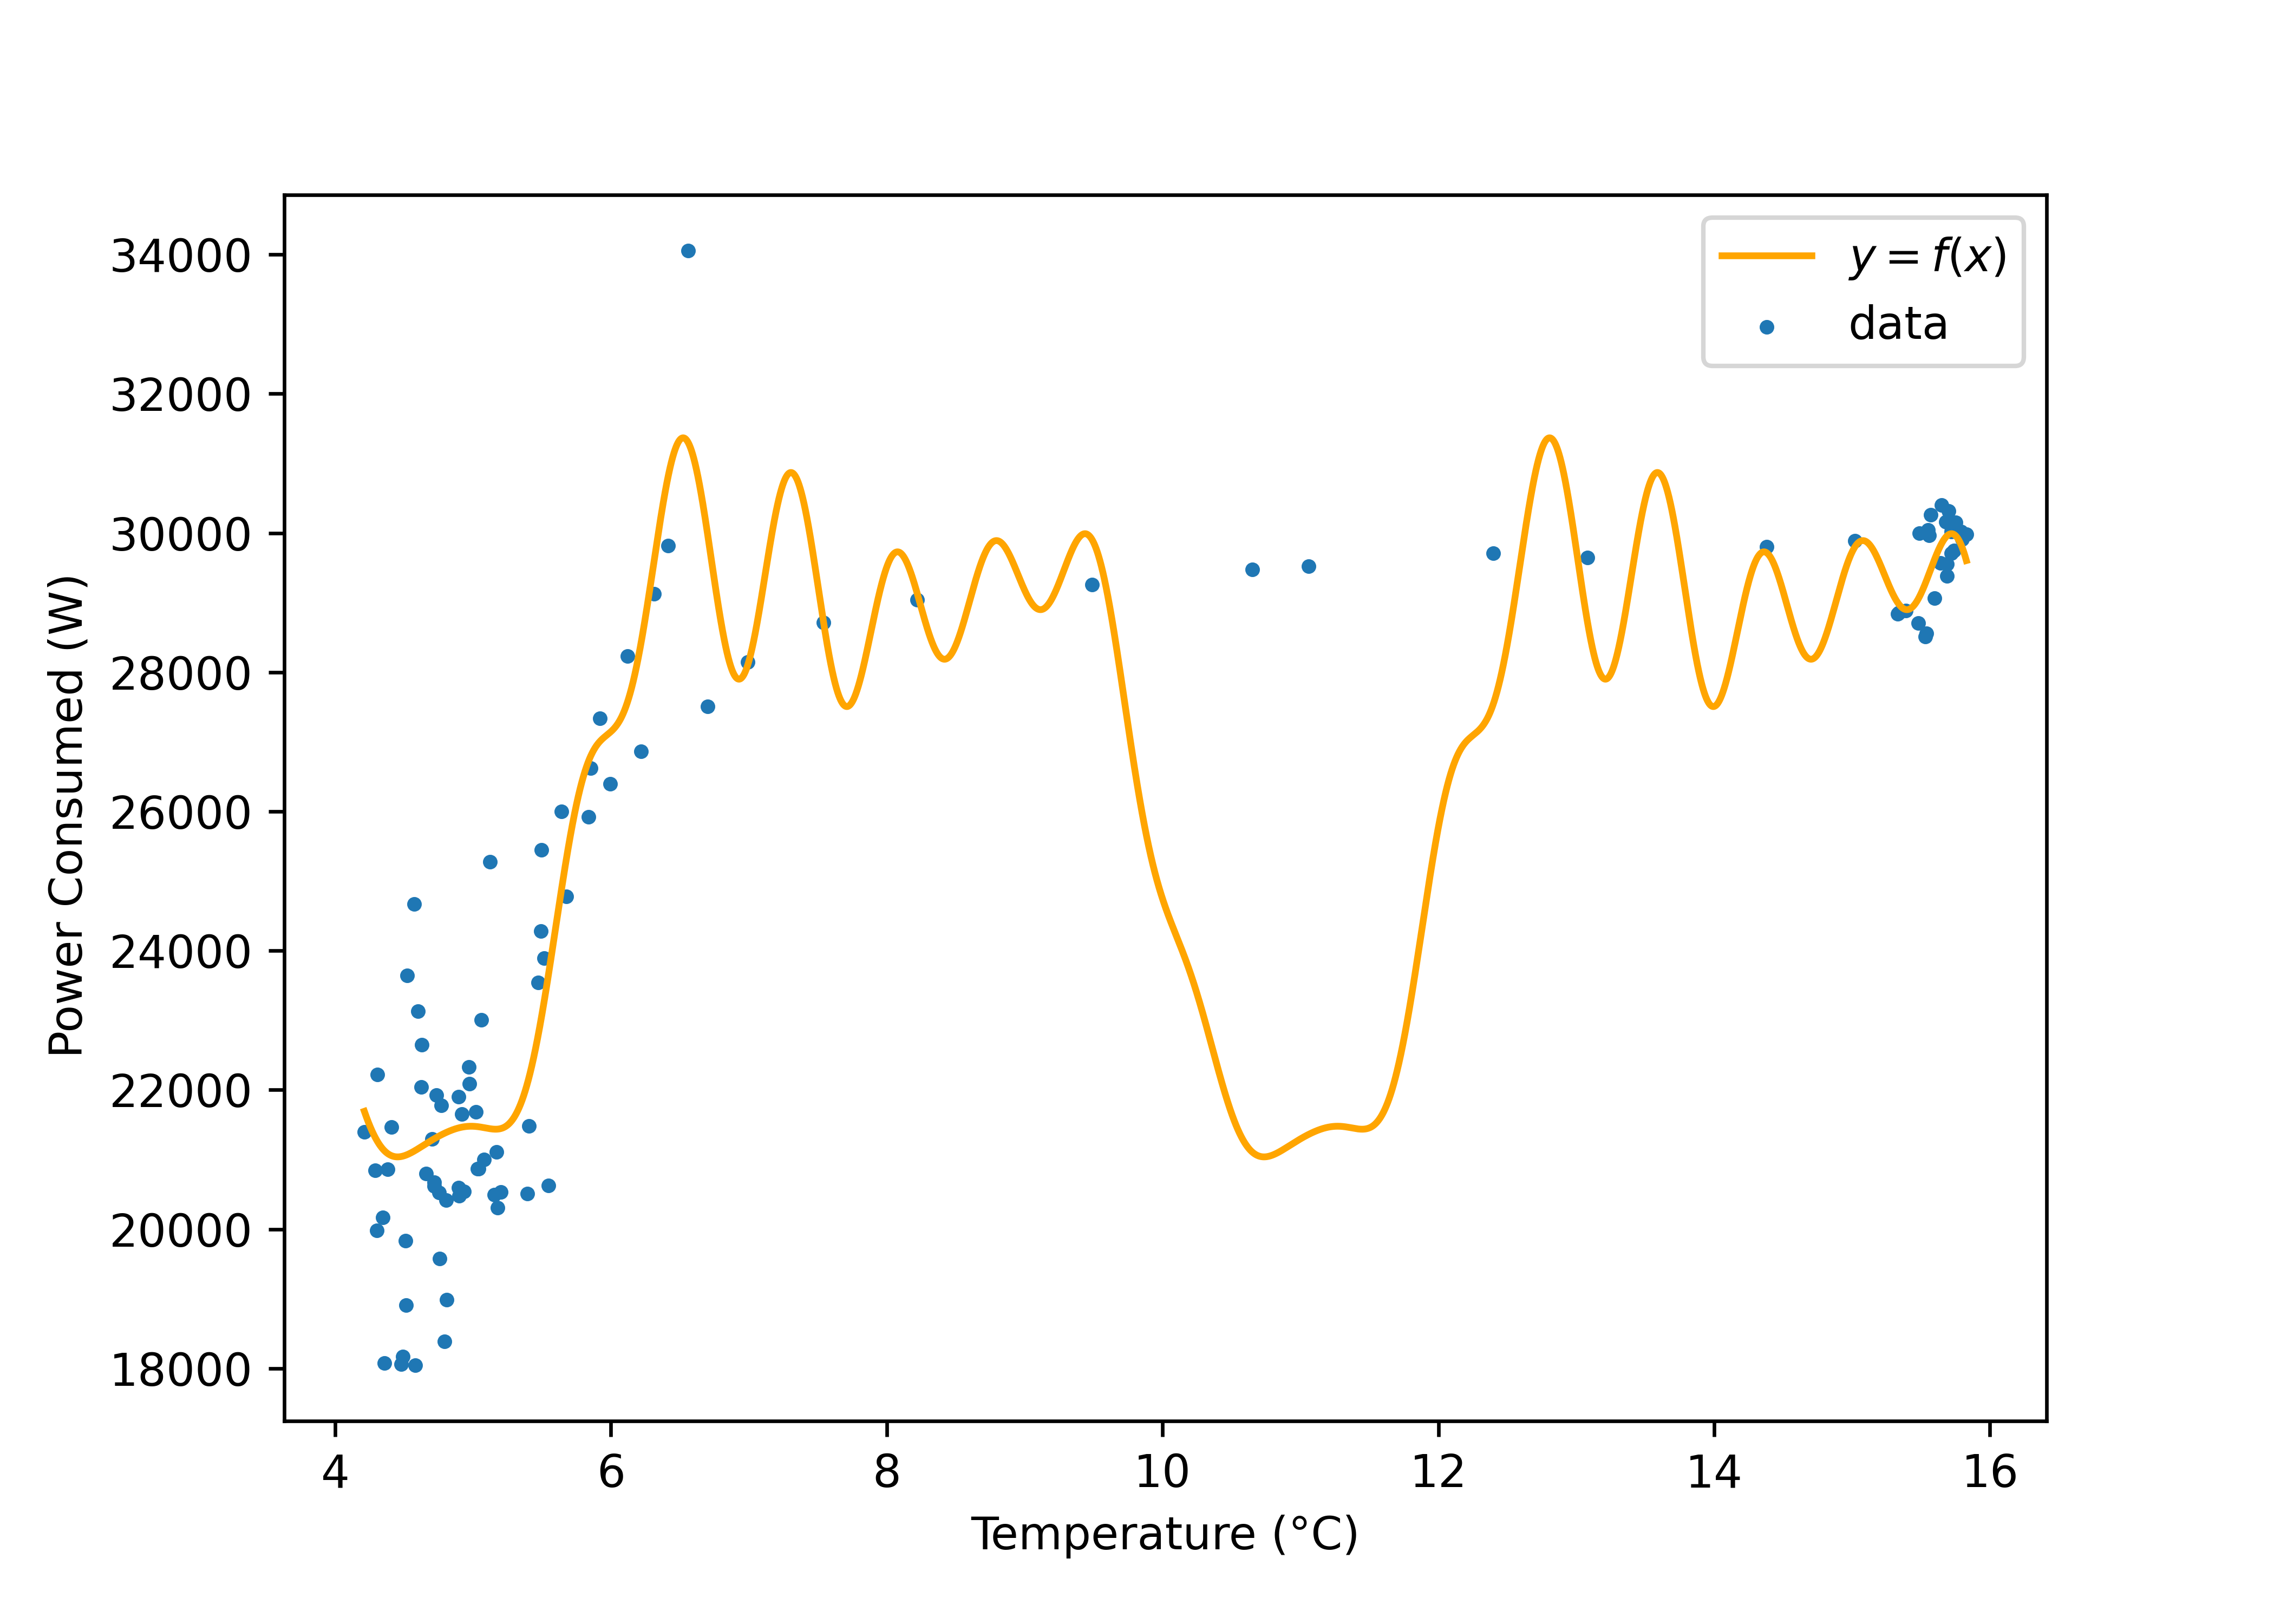 y = f(x)
data
34000
32000
30000
28000
26000
24000
22000
20000
18000
Power Consumed (W)
4 6 8 10 12 14 16
Temperature (°C)